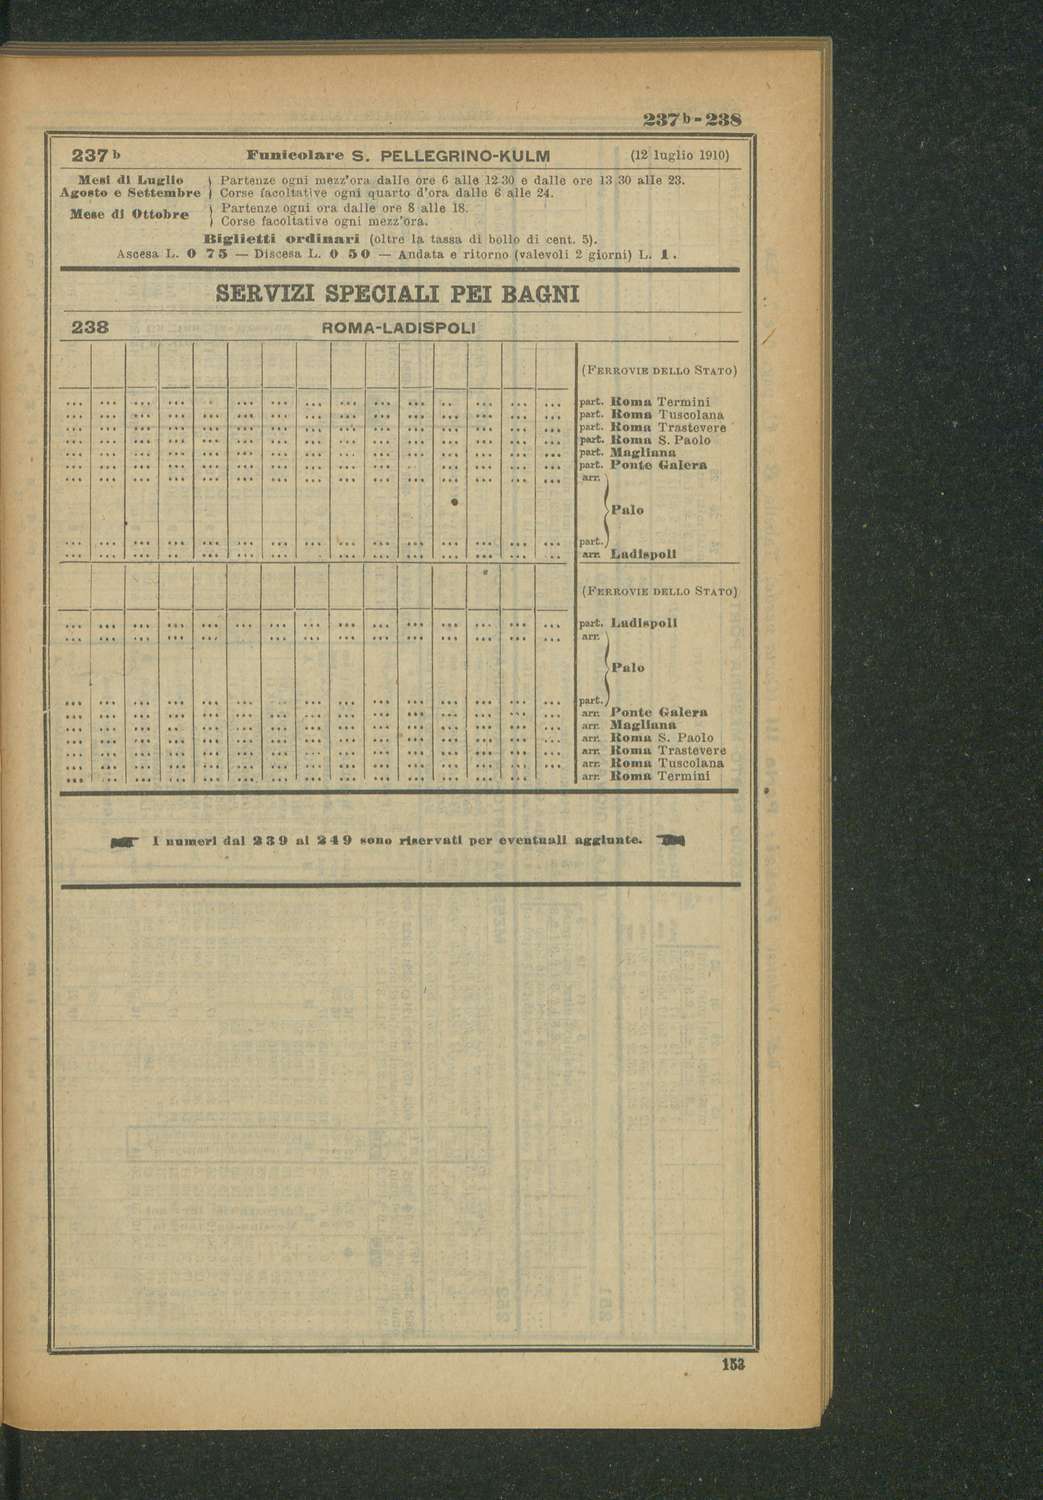 237 b - 238
237 b Funicolare S. PELLEGRINO-KULM (12 luglio 1910)
Mesi di Luglio Agosto e Settembre } Partenze ogni mezz'ora dalle ore 6 alle 12 30 e dalle ore 13 30 alle 23.
Corse facoltative ogni quarto d'ora dalle 6 alle 24.
Mese di Ottobre } Partenze ogni ora dalle ore 8 alle 18.
Corse facoltative ogni mezz'ora.
Biglietti ordinari (oltre la tassa di bollo di cent. 5).
Ascesa L. 0 75 — Discesa L. 0 50 — Andata e ritorno (valevoli 2 giorni) L. 1.
SERVIZI SPECIALI PEI BAGNI
238 ROMA-LADISPOLI
(FERROVIE DELLO STATO)
part. Roma Termini
part. Roma Tuscolana
part. Roma Trastevere
part. Roma S. Paolo
part. Magliana
part. Ponte Galera
arr.
Palo
part.
arr. Ladispoli
(FERROVIE DELLO STATO)
part. Ladispoli
arr.
Palo
part.
arr. Ponte Galera
arr. Magliana
arr. Roma S. Paolo
arr. Roma Trastevere
arr. Roma Tuscolana
arr. Roma Termini
I numeri dal 239 al 249 sono riservati per eventuali aggiunte.
153